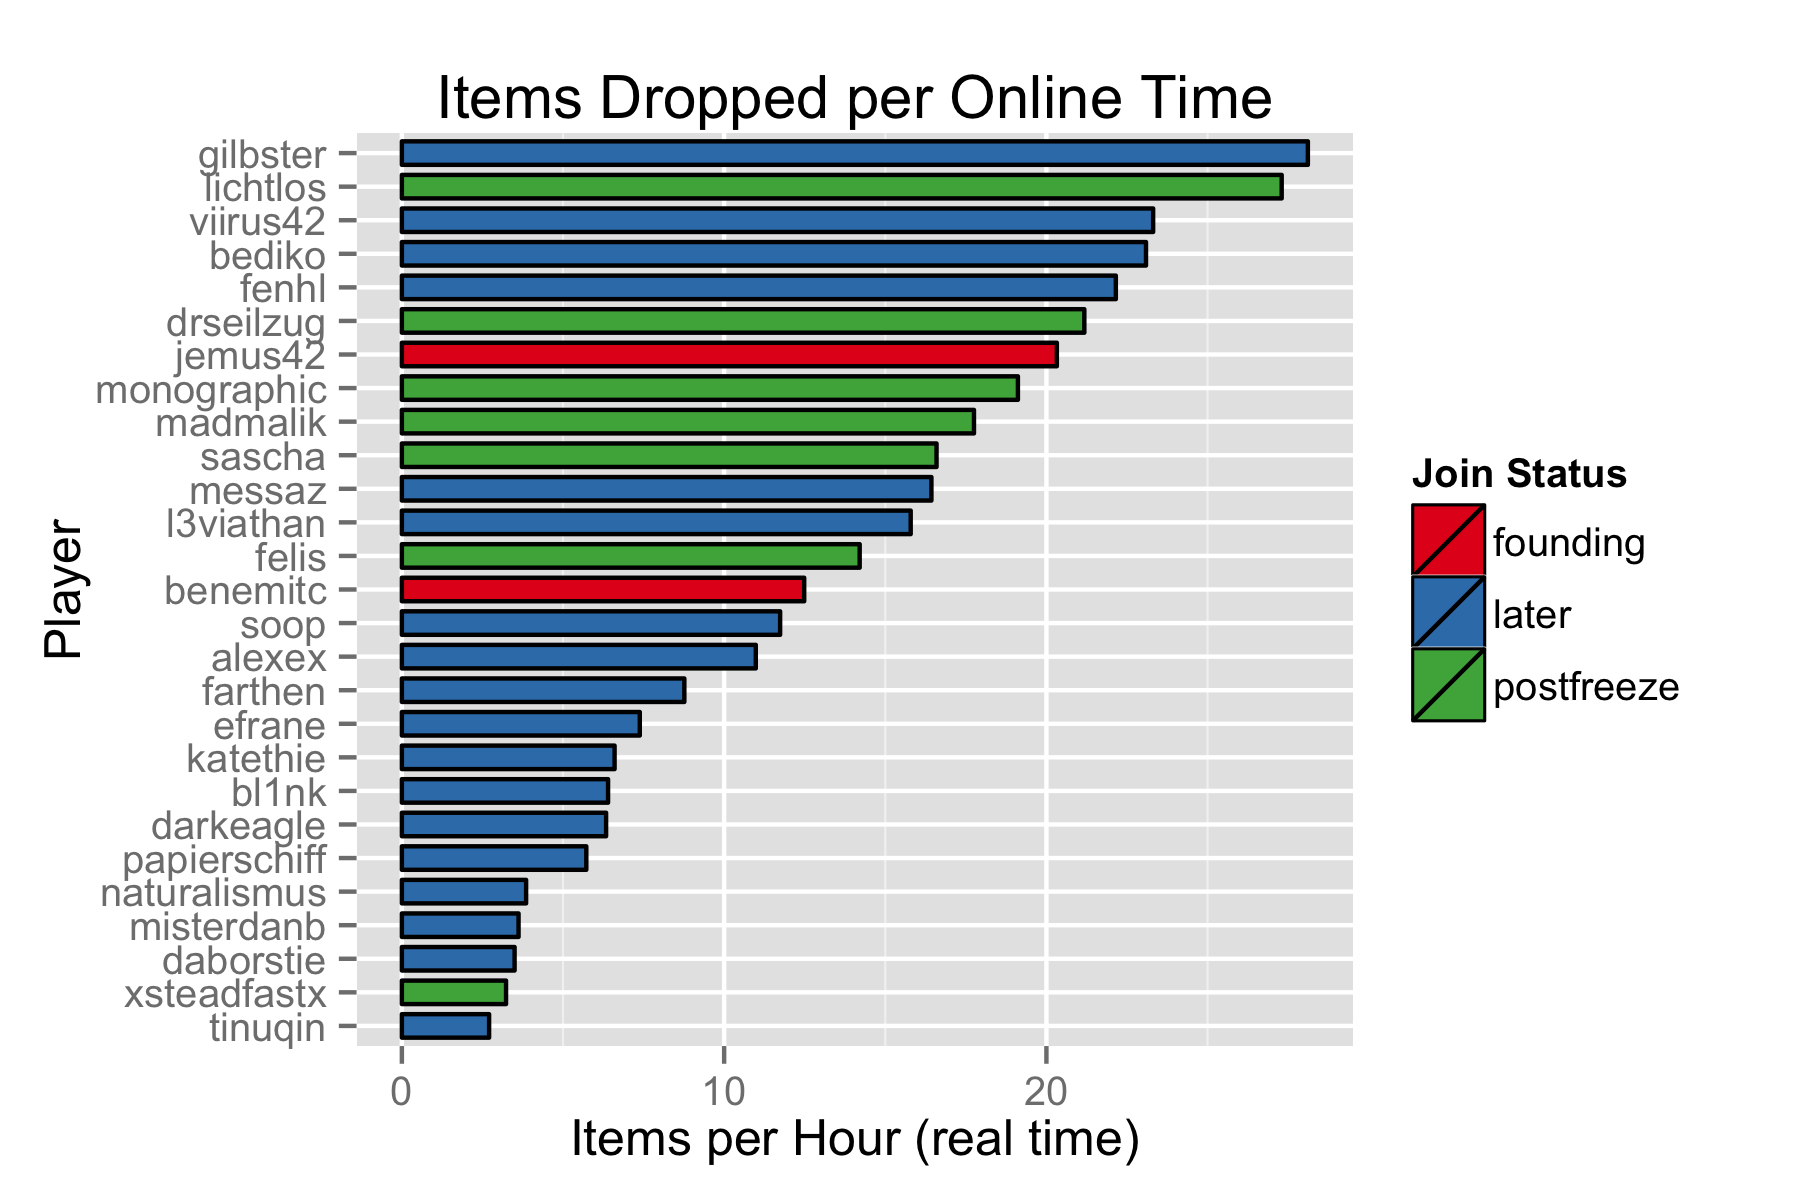 Items Dropped per Online Time
gilbster
lichtlos
viirus42
bediko
fenhl
drseilzug
jemus42
monographic
madmalik
sascha
messaz
l3viathan
felis
benemitc
soop
alexex
farthen
efrane
katethie
bl1nk
darkeagle
papierschiff
naturalismus
misterdanb
daborstie
xsteadfastx
tinuqin
Player
0 10 20
Items per Hour (real time)
Join Status
founding
later
postfreeze